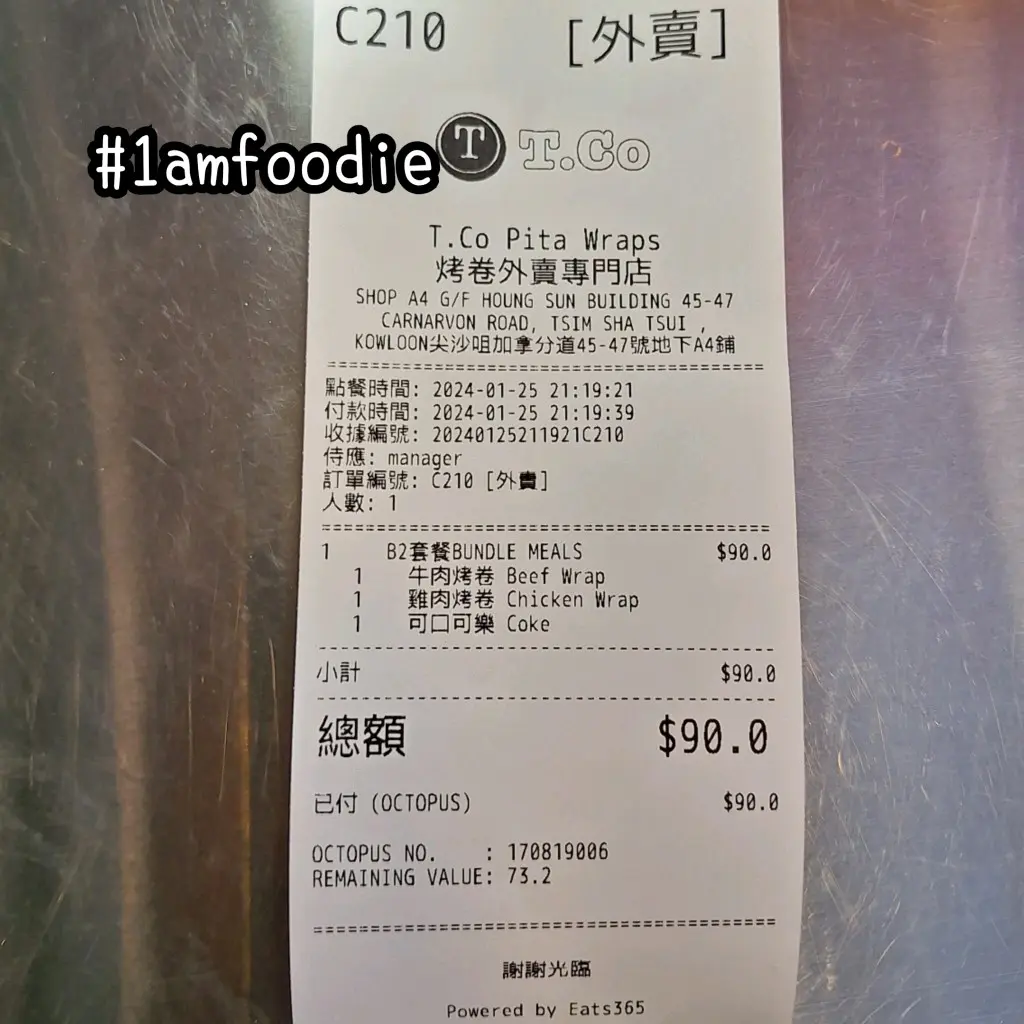 C210 [外賣]
#1amfoodie
T T.Co
T.Co Pita Wraps
烤卷外賣專門店
SHOP A4 G/F HOUNG SUN BUILDING 45-47
CARNARVON ROAD, TSIM SHA TSUI ,
KOWLOON尖沙咀加拿分道45-47號地下A4鋪
點餐時間: 2024-01-25 21:19:21
付款時間: 2024-01-25 21:19:39
收據編號: 20240125211921C210
侍應: manager
訂單編號: C210 [外賣]
人數: 1
1 B2套餐BUNDLE MEALS $90.0
1 牛肉烤卷 Beef Wrap
1 雞肉烤卷 Chicken Wrap
1 可口可樂 Coke
小計 $90.0
總額 $90.0
已付 (OCTOPUS) $90.0
OCTOPUS NO. : 170819006
REMAINING VALUE: 73.2
謝謝光臨
Powered by Eats365